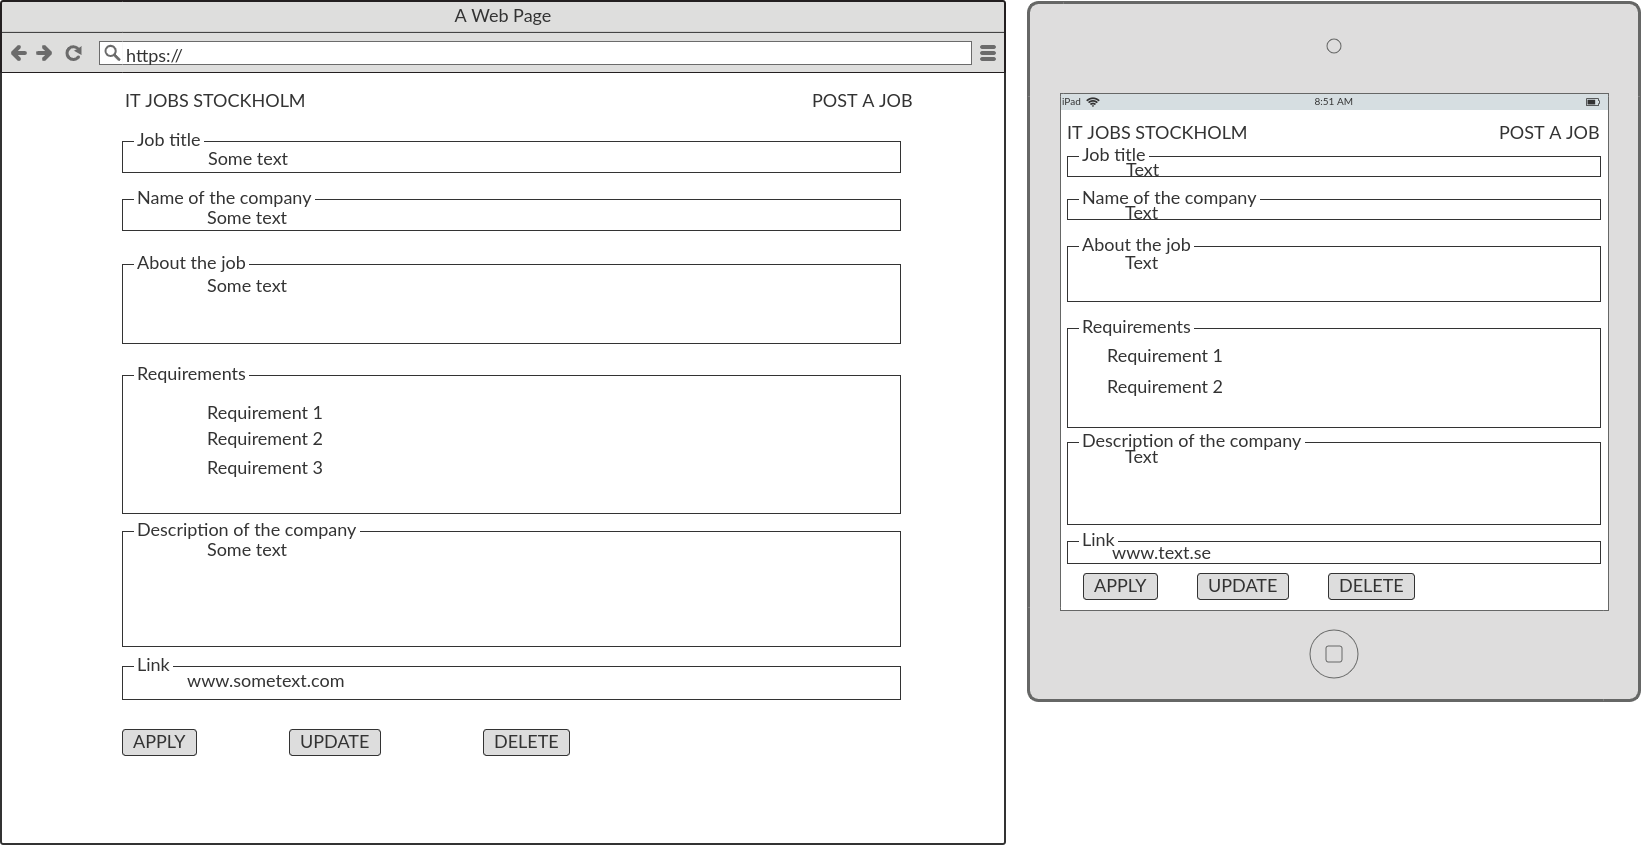 A Web Page
https://
IT JOBS STOCKHOLM
POST A JOB
Job title
Some text
Name of the company
Some text
About the job
Some text
Requirements
Requirement 1
Requirement 2
Requirement 3
Description of the company
Some text
Link
www.sometext.com
APPLY
UPDATE
DELETE
iPad
8:51 AM
IT JOBS STOCKHOLM
POST A JOB
Job title
Text
Name of the company
Text
About the job
Text
Requirements
Requirement 1
Requirement 2
Description of the company
Text
Link
www.text.se
APPLY
UPDATE
DELETE